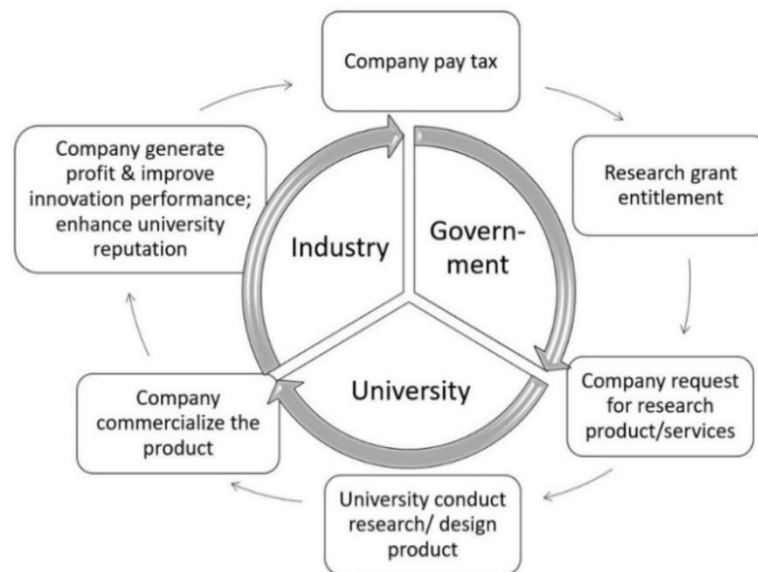 Company pay tax
Research grant
entitlement
Company request
for research
product/services
University conduct
research/ design
product
Company
commercialize the
product
Company generate
profit & improve
innovation performance;
enhance university
reputation
Industry
Govern-
ment
University